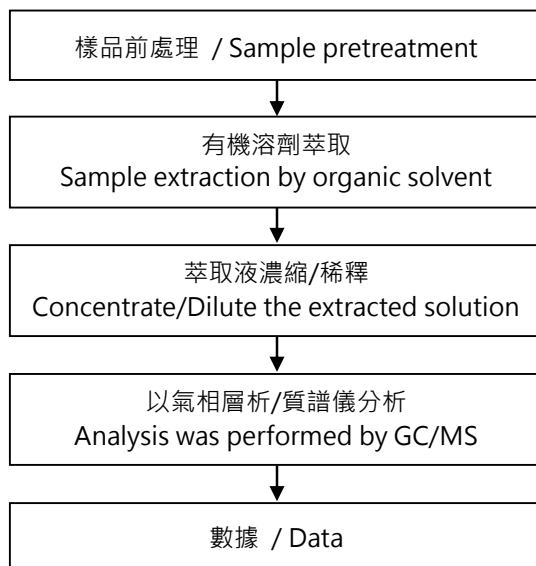 樣品前處理 / Sample pretreatment
有機溶劑萃取
Sample extraction by organic solvent
萃取液濃縮/稀釋
Concentrate/Dilute the extracted solution
以氣相層析/質譜儀分析
Analysis was performed by GC/MS
數據 / Data